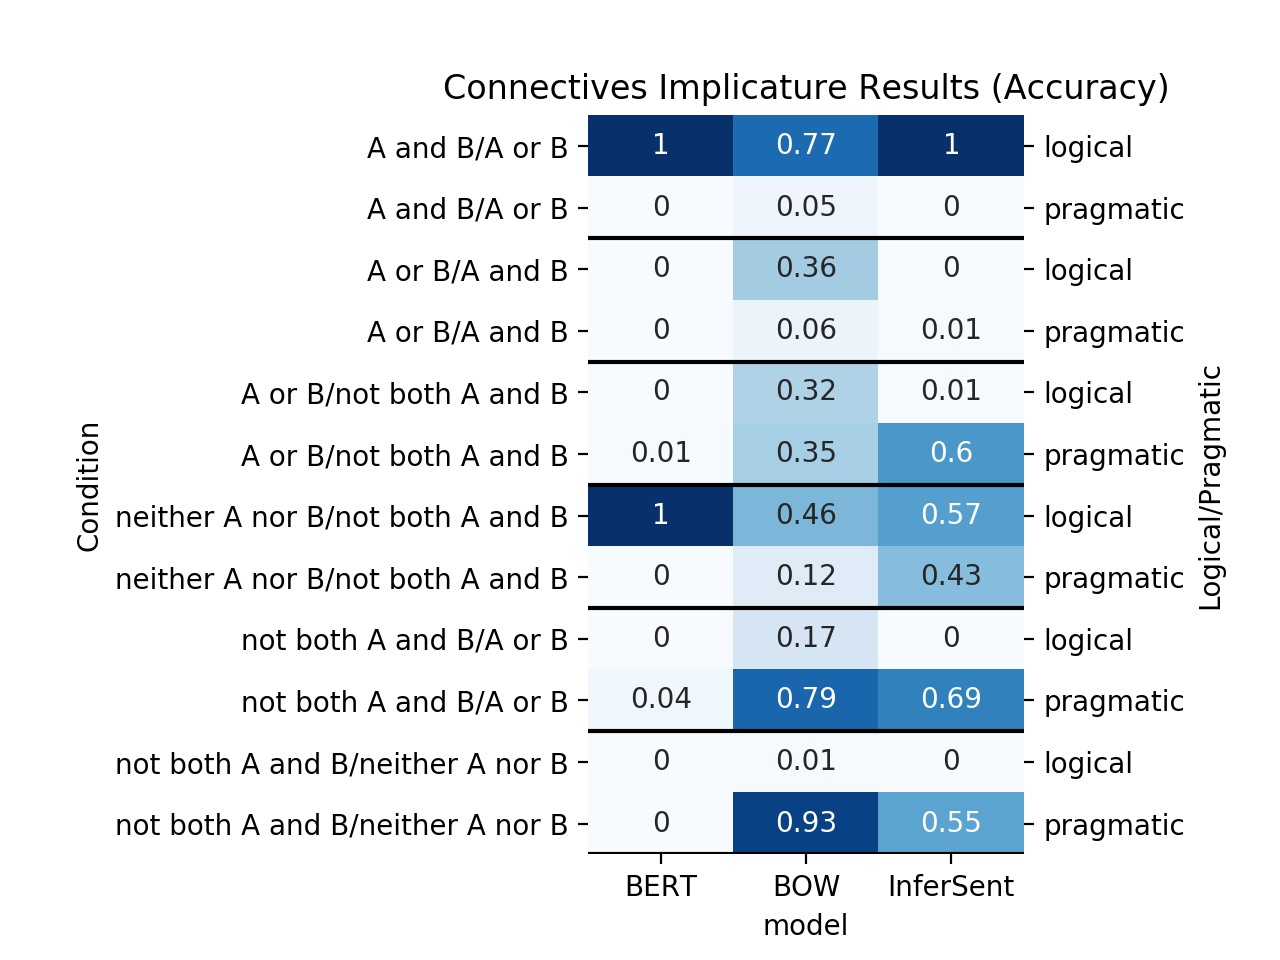 Connectives Implicature Results (Accuracy)
A and B/A or B 1 0.77 1 logical
A and B/A or B 0 0.05 0 pragmatic
A or B/A and B 0 0.36 0 logical
A or B/A and B 0 0.06 0.01 pragmatic
A or B/not both A and B 0 0.32 0.01 logical
A or B/not both A and B 0.01 0.35 0.6 pragmatic
neither A nor B/not both A and B 1 0.46 0.57 logical
neither A nor B/not both A and B 0 0.12 0.43 pragmatic
not both A and B/A or B 0 0.17 0 logical
not both A and B/A or B 0.04 0.79 0.69 pragmatic
not both A and B/neither A nor B 0 0.01 0 logical
not both A and B/neither A nor B 0 0.93 0.55 pragmatic
BERT BOW InferSent
model
Condition
Logical/Pragmatic